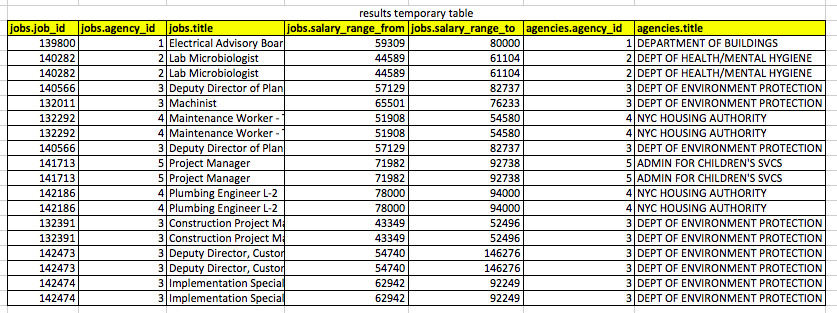 results temporary table
jobs.job_id jobs.agency_id jobs.title jobs.salary_range_from jobs.salary_range_to agencies.agency_id agencies.title
139800 1 Electrical Advisory Boar 59309 80000 1 DEPARTMENT OF BUILDINGS
140282 2 Lab Microbiologist 44589 61104 2 DEPT OF HEALTH/MENTAL HYGIENE
140282 2 Lab Microbiologist 44589 61104 2 DEPT OF HEALTH/MENTAL HYGIENE
140566 3 Deputy Director of Plan 57129 82737 3 DEPT OF ENVIRONMENT PROTECTION
132011 3 Machinist 65501 76233 3 DEPT OF ENVIRONMENT PROTECTION
132292 4 Maintenance Worker - 51908 54580 4 NYC HOUSING AUTHORITY
132292 4 Maintenance Worker - 51908 54580 4 NYC HOUSING AUTHORITY
140566 3 Deputy Director of Plan 57129 82737 3 DEPT OF ENVIRONMENT PROTECTION
141713 5 Project Manager 71982 92738 5 ADMIN FOR CHILDREN'S SVCS
141713 5 Project Manager 71982 92738 5 ADMIN FOR CHILDREN'S SVCS
142186 4 Plumbing Engineer L-2 78000 94000 4 NYC HOUSING AUTHORITY
142186 4 Plumbing Engineer L-2 78000 94000 4 NYC HOUSING AUTHORITY
132391 3 Construction Project Ma 43349 52496 3 DEPT OF ENVIRONMENT PROTECTION
132391 3 Construction Project Ma 43349 52496 3 DEPT OF ENVIRONMENT PROTECTION
142473 3 Deputy Director, Custor 54740 146276 3 DEPT OF ENVIRONMENT PROTECTION
142473 3 Deputy Director, Custor 54740 146276 3 DEPT OF ENVIRONMENT PROTECTION
142474 3 Implementation Special 62942 92249 3 DEPT OF ENVIRONMENT PROTECTION
142474 3 Implementation Special 62942 92249 3 DEPT OF ENVIRONMENT PROTECTION